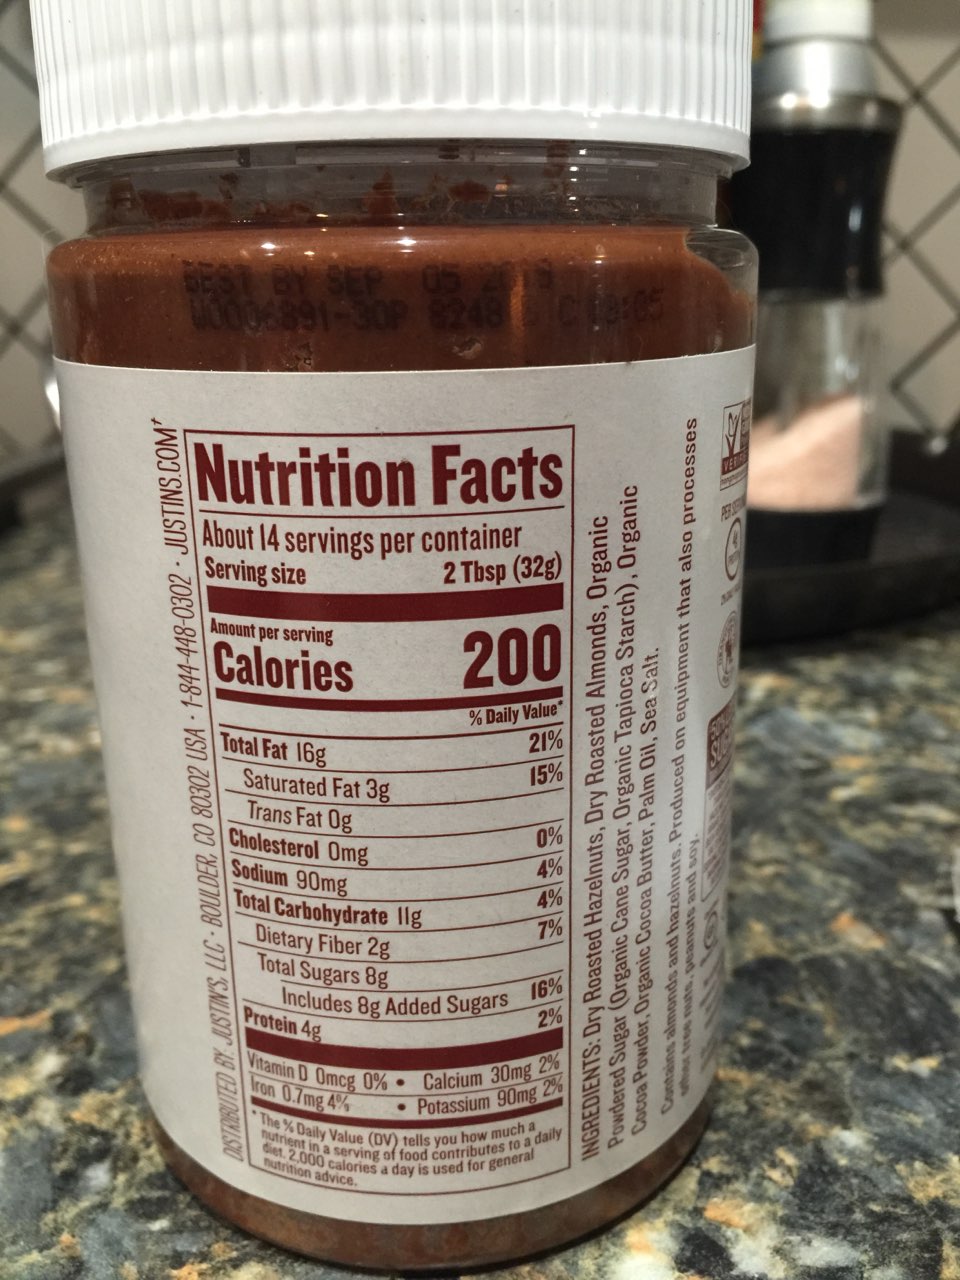 BEST BY SEP 05
Nutrition Facts
About 14 servings per container
Serving size 2 Tbsp (32g)
Amount per serving
Calories 200
% Daily Value*
Total Fat 16g 21%
Saturated Fat 3g 15%
Trans Fat 0g
Cholesterol 0mg 0%
Sodium 90mg 4%
Total Carbohydrate 11g 4%
Dietary Fiber 2g 7%
Total Sugars 8g
Includes 8g Added Sugars 16%
Protein 4g 2%
Vitamin D 0mcg 0% • Calcium 30mg 2%
Iron 0.7mg 4% • Potassium 90mg 2%
* The % Daily Value (DV) tells you how much a
nutrient in a serving of food contributes to a daily
diet. 2,000 calories a day is used for general
nutrition advice.
DISTRIBUTED BY: JUSTIN'S, LLC · BOULDER, CO 80302 USA · 1-844-448-0302 · JUSTINS.COM
INGREDIENTS: Dry Roasted Hazelnuts, Dry Roasted Almonds, Organic
Powdered Sugar (Organic Cane Sugar, Organic Tapioca Starch), Organic
Cocoa Powder, Organic Cocoa Butter, Palm Oil, Sea Salt.
Contains almonds and hazelnuts. Produced on equipment that also processes
other tree nuts, peanuts and soy.